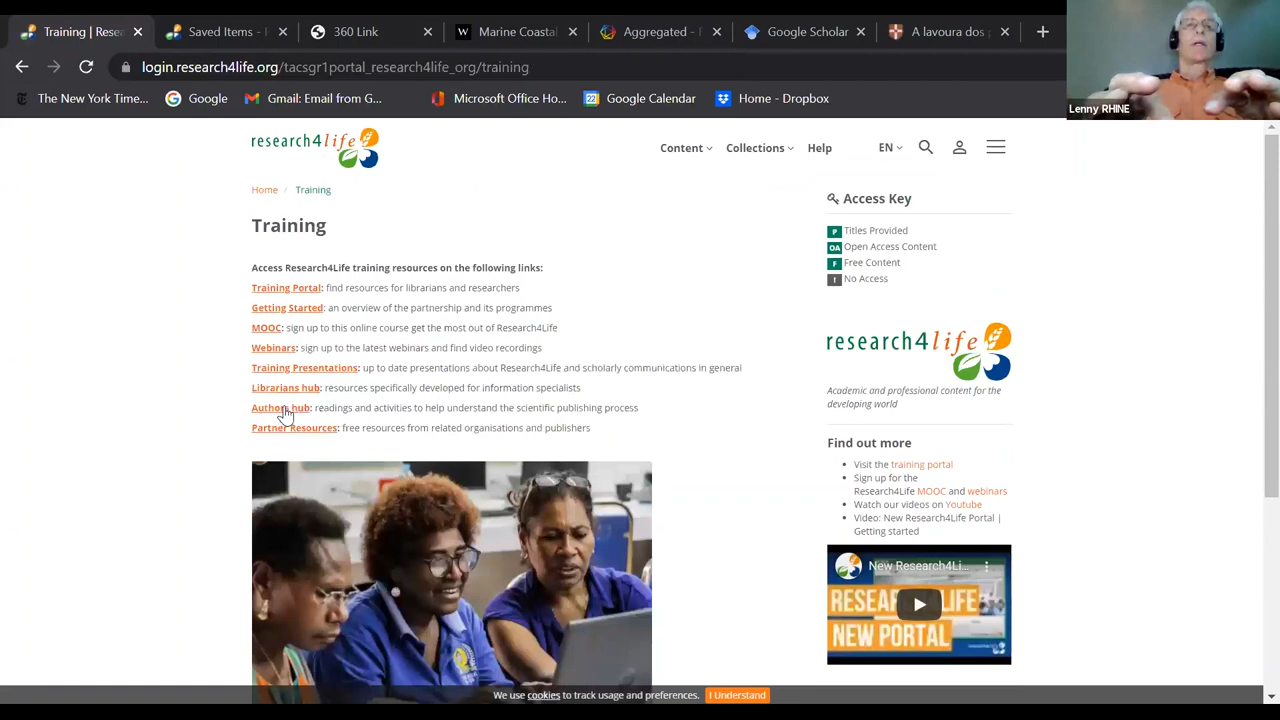 Training | Rese
Saved Items -
360 Link
Marine Coastal
Aggregated -
Google Scholar
A lavoura dos p
login.research4life.org/tacsgr1portal_research4life_org/training
Lenny RHINE
The New York Time...
Google
Gmail: Email from G...
Microsoft Office Ho...
22
Google Calendar
Home - Dropbox
research4life
Content
Collections
Help
EN
Home / Training
Training
Access Research4Life training resources on the following links:
Training Portal: find resources for librarians and researchers
Getting Started: an overview of the partnership and its programmes
MOOC: sign up to this online course get the most out of Research4Life
Webinars: sign up to the latest webinars and find video recordings
Training Presentations: up to date presentations about Research4Life and scholarly communications in general
Librarians hub: resources specifically developed for information specialists
Authors hub: readings and activities to help understand the scientific publishing process
Partner Resources: free resources from related organisations and publishers
Access Key
P Titles Provided
OA Open Access Content
F Free Content
! No Access
research4life
Academic and professional content for the
developing world
Find out more
Visit the training portal
Sign up for the
Research4Life MOOC and webinars
Watch our videos on Youtube
Video: New Research4Life Portal |
Getting started
New Research4Li...
RESEARCH4LIFE
NEW PORTAL
We use cookies to track usage and preferences.
I Understand